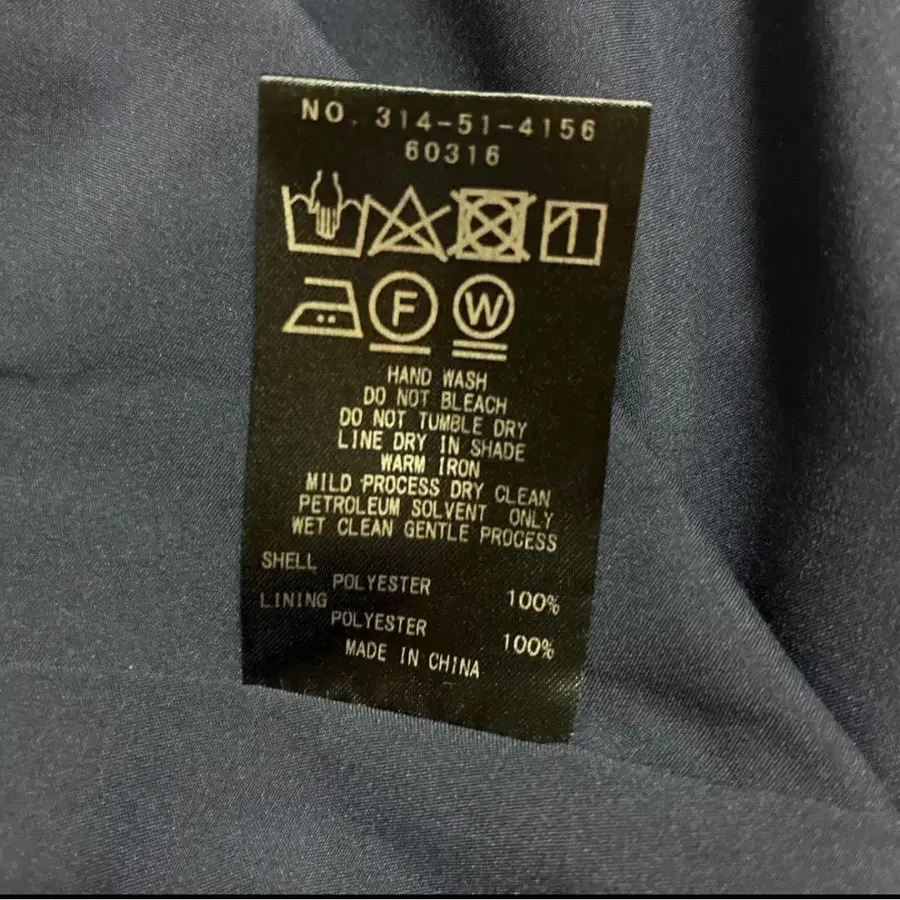 NO. 314-51-4156
60316
F W
HAND WASH
DO NOT BLEACH
DO NOT TUMBLE DRY
LINE DRY IN SHADE
WARM IRON
MILD PROCESS DRY CLEAN
PETROLEUM SOLVENT ONLY
WET CLEAN GENTLE PROCESS
SHELL
POLYESTER 100%
LINING
POLYESTER 100%
MADE IN CHINA